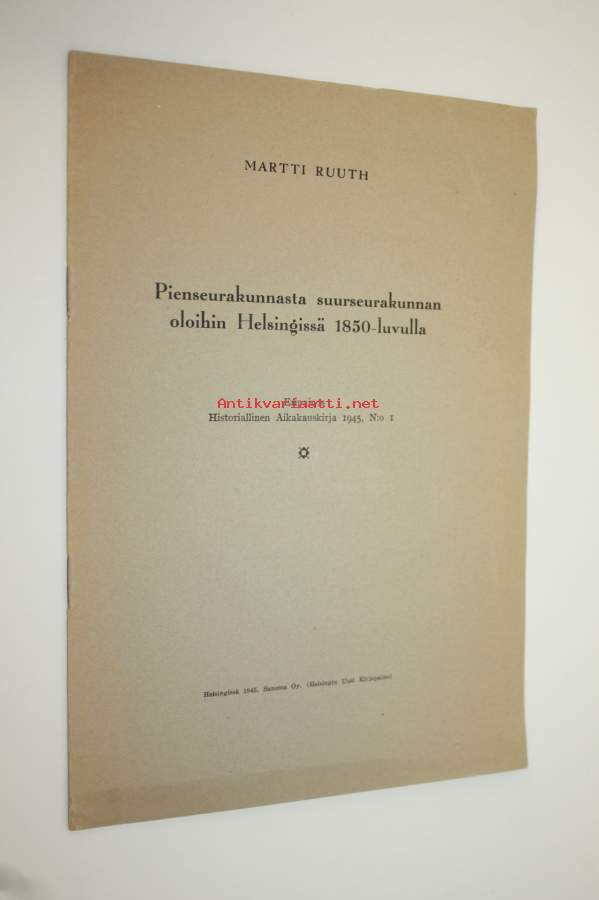 MARTTI RUUTH
Pienseurakunnasta suurseurakunnan
oloihin Helsingissä 1850-luvulla
Antikvariaatti.net
Historiallinen Aikakauskirja 1945, N:o 1
Helsingissä 1945. Sanoma Oy. (Helsingin Uusi Kirjapaino)